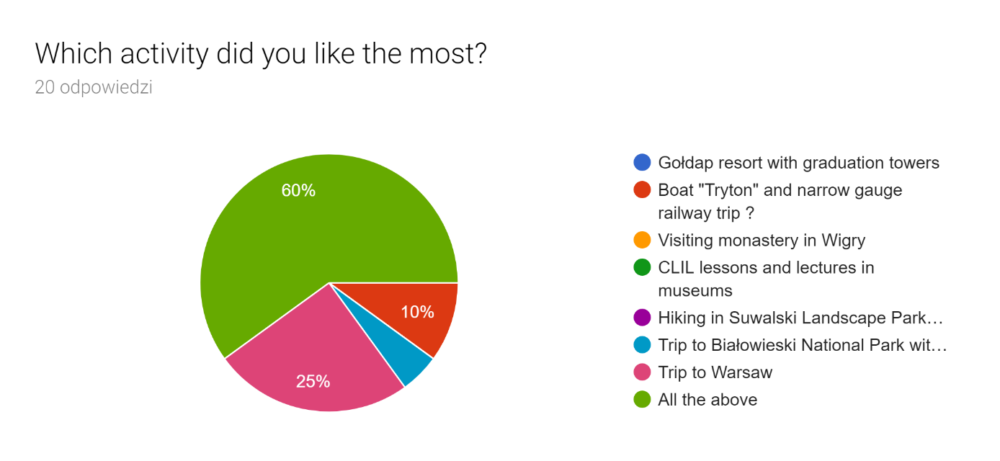 Which activity did you like the most?
20 odpowiedzi
60%
10%
25%
Gołdap resort with graduation towers
Boat "Tryton" and narrow gauge
railway trip ?
Visiting monastery in Wigry
CLIL lessons and lectures in
museums
Hiking in Suwalski Landscape Park…
Trip to Białowieski National Park wit…
Trip to Warsaw
All the above